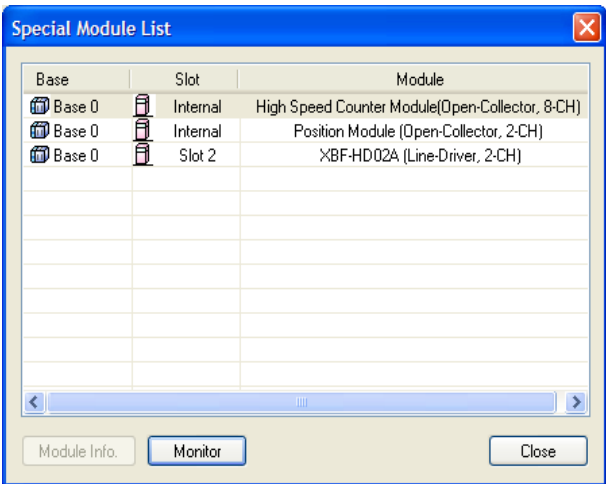 Special Module List
Base Slot Module
Base 0 Internal High Speed Counter Module(Open-Collector, 8-CH)
Base 0 Internal Position Module (Open-Collector, 2-CH)
Base 0 Slot 2 XBF-HD02A (Line-Driver, 2-CH)
Module Info. Monitor Close